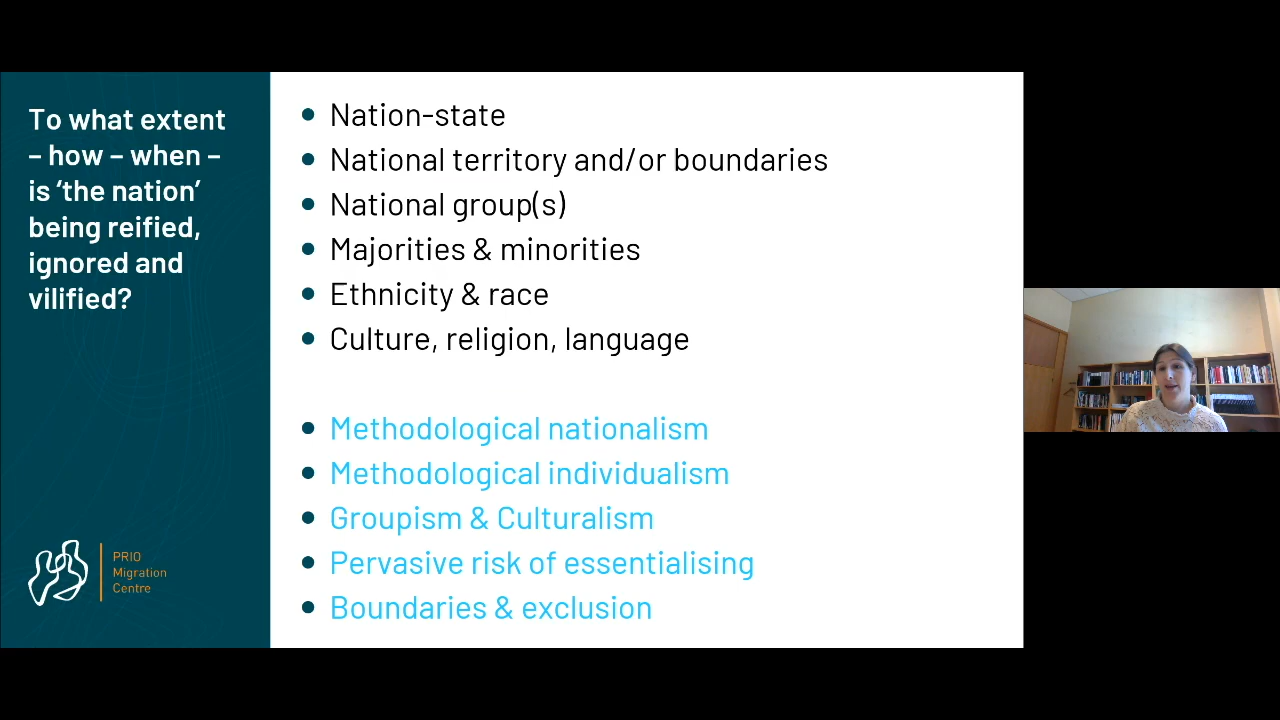 To what extent
– how – when –
is ‘the nation’
being reified,
ignored and
vilified?
PRIO
Migration
Centre
Nation-state
National territory and/or boundaries
National group(s)
Majorities & minorities
Ethnicity & race
Culture, religion, language
Methodological nationalism
Methodological individualism
Groupism & Culturalism
Pervasive risk of essentialising
Boundaries & exclusion